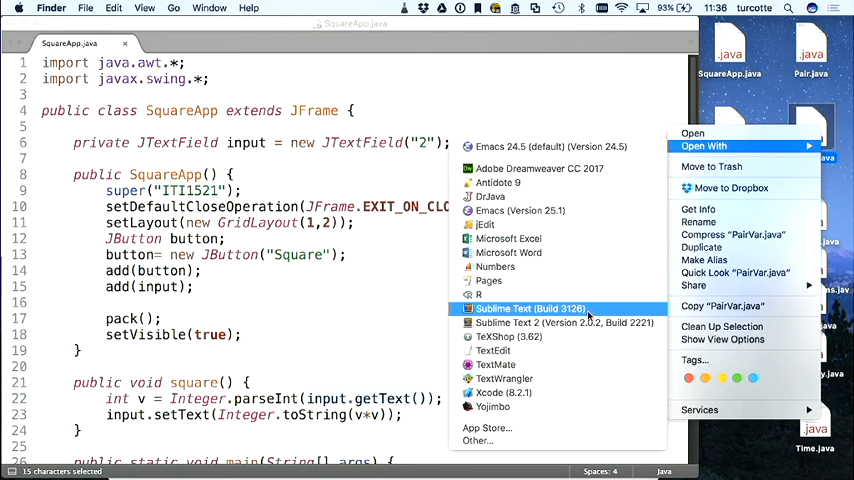 Finder File Edit View Go Window Help
93% 11:36 turcotte
SquareApp.java
SquareApp.java
1 import java.awt.*;
2 import javax.swing.*;
3
4 public class SquareApp extends JFrame {
5
6 private JTextField input = new JTextField("2");
7
8 public SquareApp() {
9 super("ITI1521");
10 setDefaultCloseOperation(JFrame.EXIT_ON_CLO
11 setLayout(new GridLayout(1,2));
12 JButton button;
13 button= new JButton("Square");
14 add(button);
15 add(input);
16
17 pack();
18 setVisible(true);
19 }
20
21 public void square() {
22 int v = Integer.parseInt(input.getText());
23 input.setText(Integer.toString(v*v));
24 }
25
26 public static void main(String[] args) {
15 characters selected
Spaces: 4
Java
Emacs 24.5 (default) (Version 24.5)
Adobe Dreamweaver CC 2017
Antidote 9
DrJava
Emacs (Version 25.1)
jEdit
Microsoft Excel
Microsoft Word
Numbers
Pages
R
Sublime Text (Build 3126)
Sublime Text 2 (Version 2.0.2, Build 2221)
TeXShop (3.62)
TextEdit
TextMate
TextWrangler
Xcode (8.2.1)
Yojimbo
App Store...
Other...
Open
Open With
Move to Trash
Move to Dropbox
Get Info
Rename
Compress "PairVar.java"
Duplicate
Make Alias
Quick Look "PairVar.java"
Share
Copy "PairVar.java"
Clean Up Selection
Show View Options
Tags...
Services
.java
SquareApp.java
.java
Pair.java
Time.java